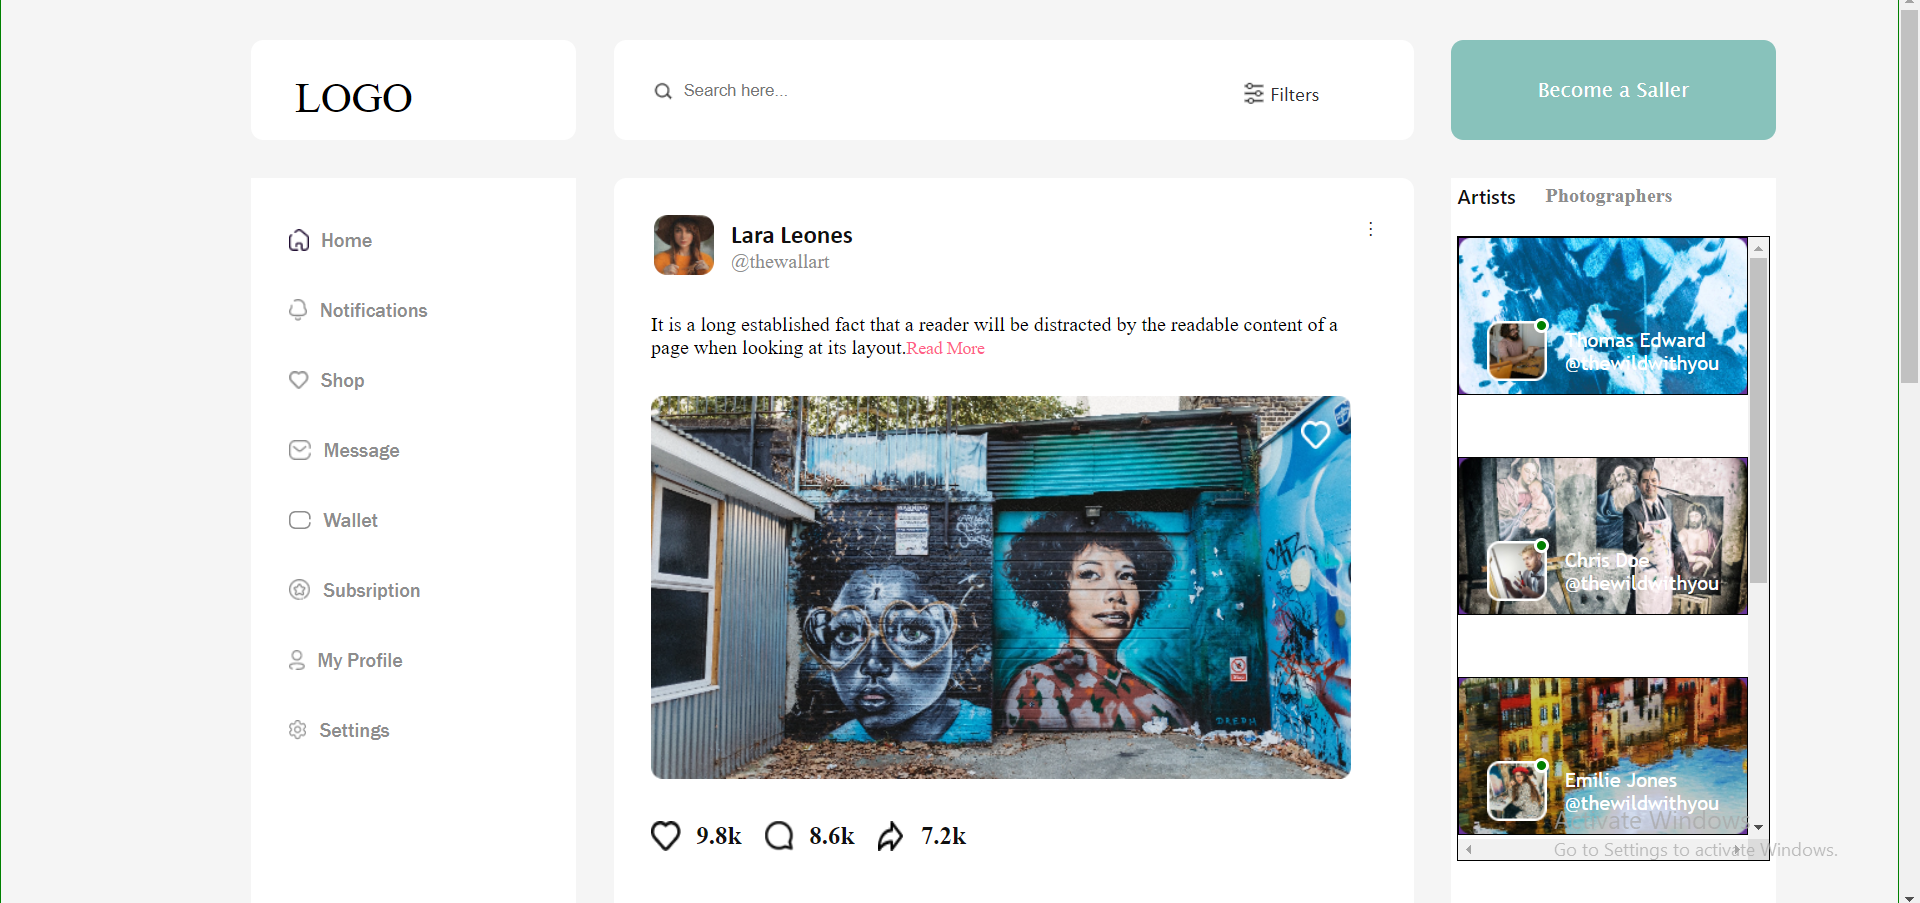 LOGO
Search here...
Filters
Become a Saller
Home
Notifications
Shop
Message
Wallet
Subsription
My Profile
Settings
Lara Leones
@thewallart
It is a long established fact that a reader will be distracted by the readable content of a
page when looking at its layout.Read More
9.8k
8.6k
7.2k
Artists
Photographers
Thomas Edward
@thewildwithyou
Chris Doe
@thewildwithyou
Emilie Jones
@thewildwithyou
Activate Windows
Go to Settings to activate Windows.